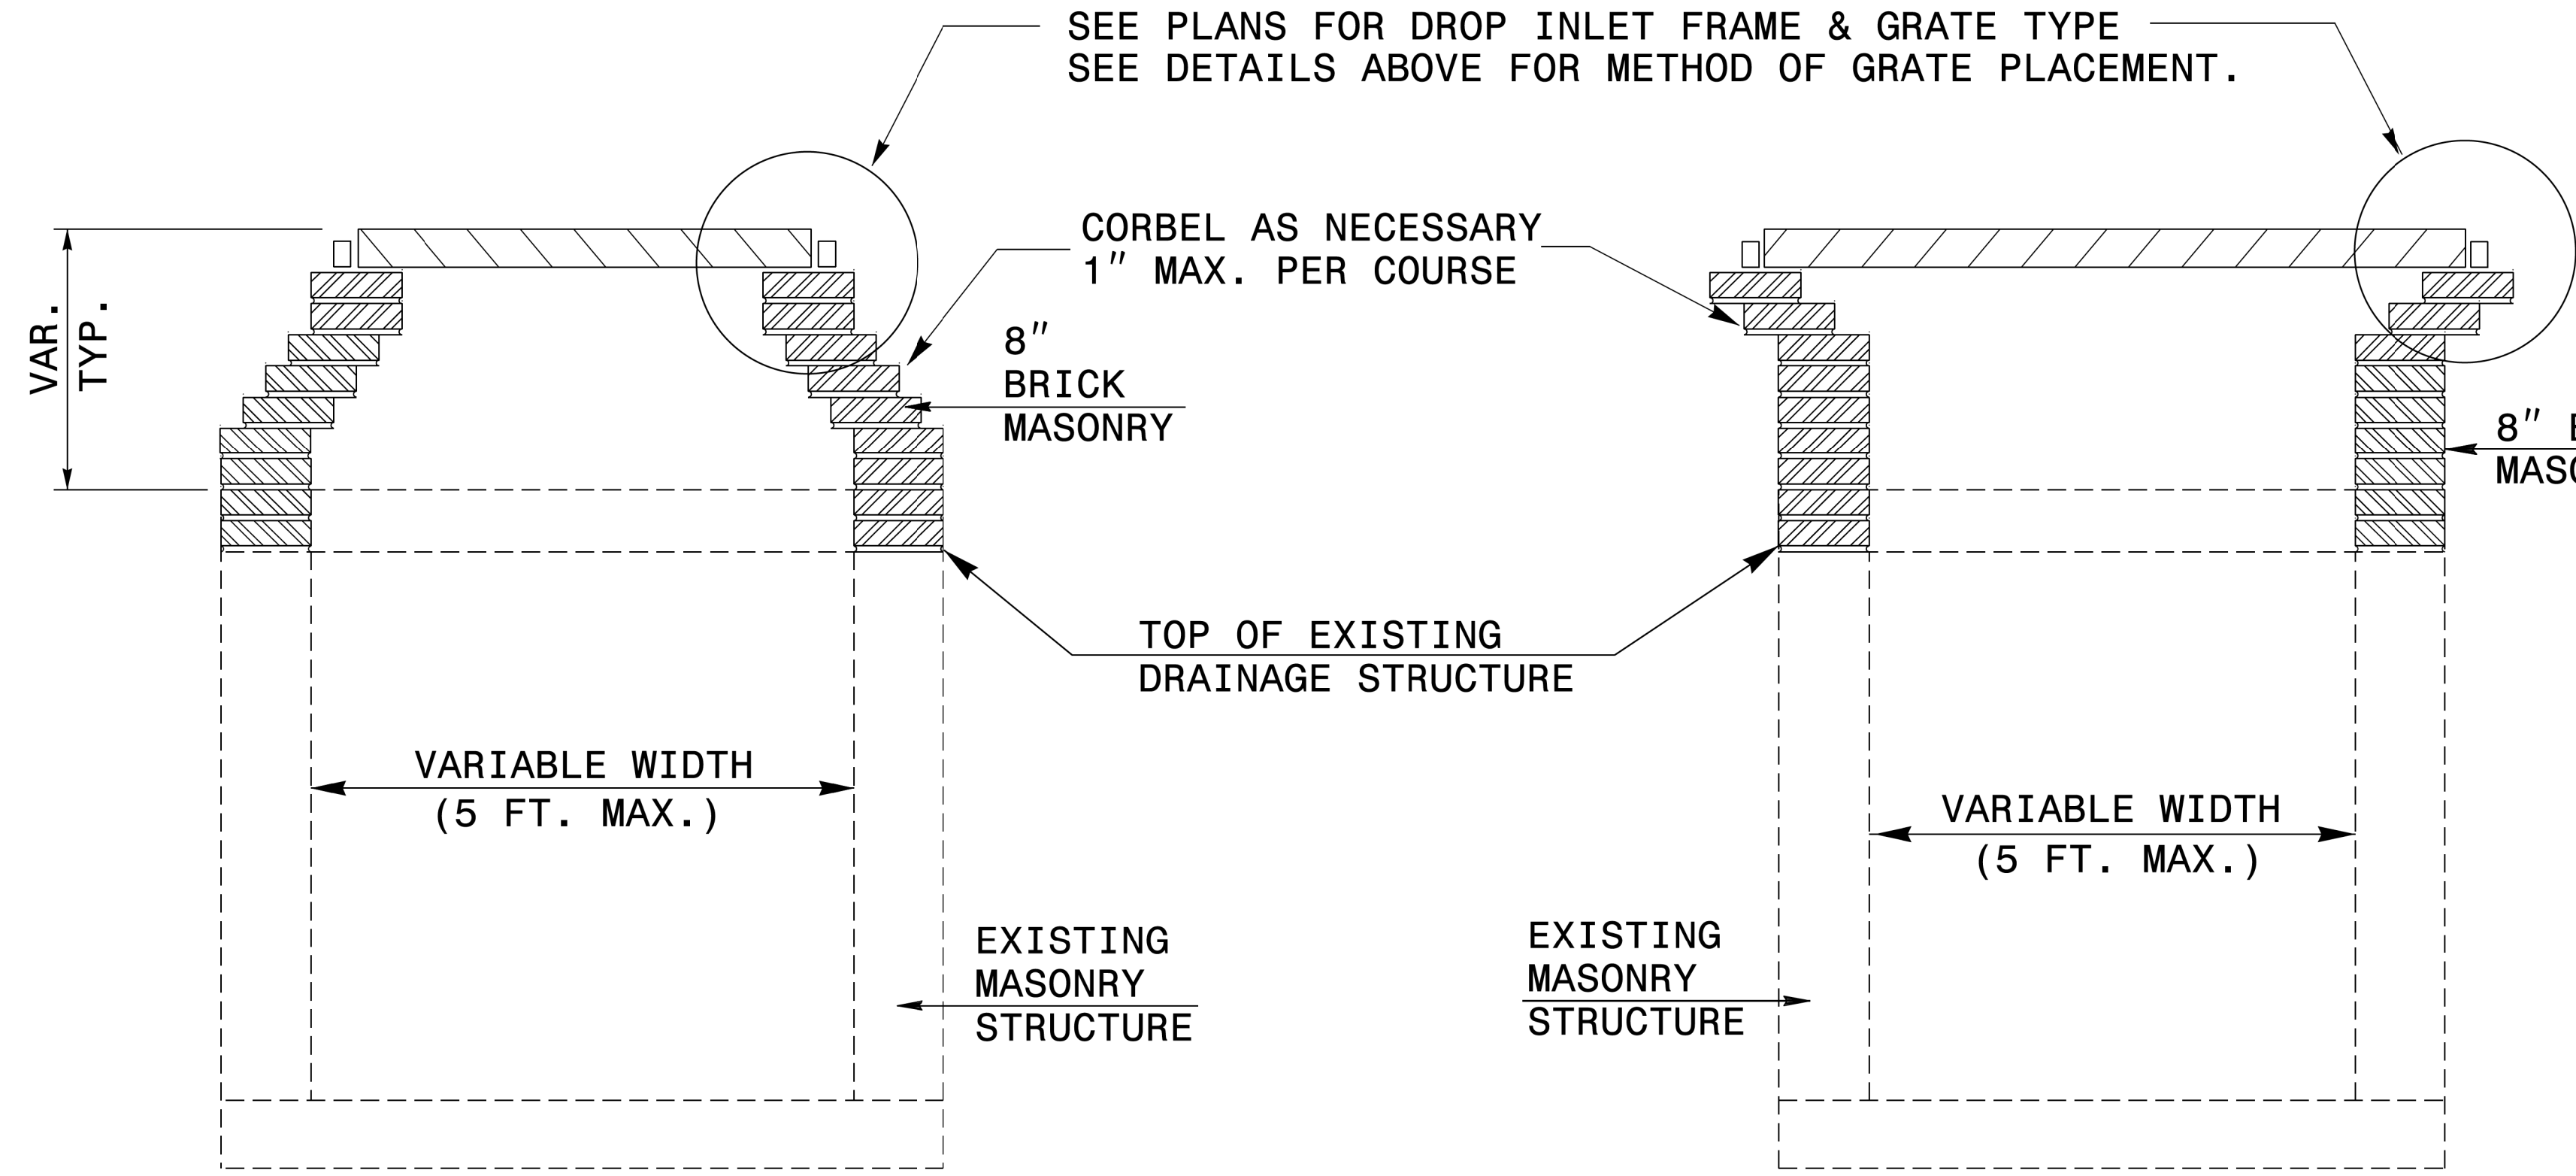 SEE PLANS FOR DROP INLET FRAME & GRATE TYPE
SEE DETAILS ABOVE FOR METHOD OF GRATE PLACEMENT.
CORBEL AS NECESSARY
1" MAX. PER COURSE
VAR.
TYP.
8"
BRICK
MASONRY
8"
TOP OF EXISTING
DRAINAGE STRUCTURE
VARIABLE WIDTH
(5 FT. MAX.)
VARIABLE WIDTH
(5 FT. MAX.)
EXISTING
MASONRY
STRUCTURE
EXISTING
MASONRY
STRUCTURE